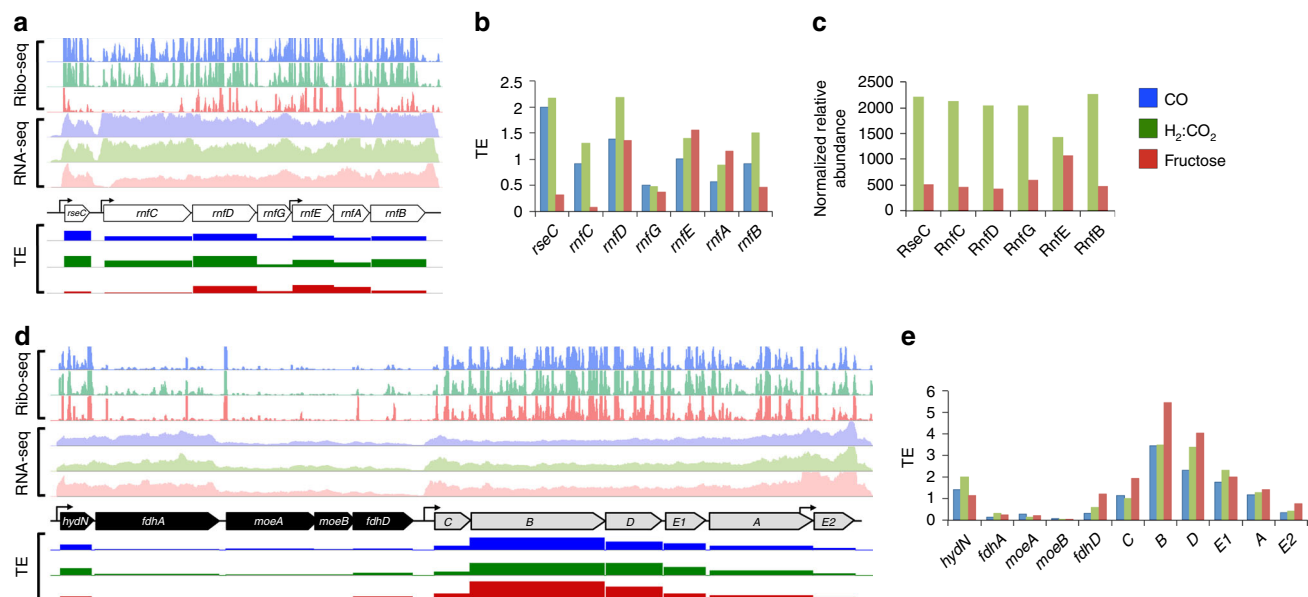 a
Ribo-seq
RNA-seq
rseC
rnfC
rnfD
rnfG
rnfE
rnfA
rnfB
TE
b
TE
2.5
2
1.5
1
0.5
0
rseC
rnfC
rnfD
rnfG
rnfE
rnfA
rnfB
c
Normalized relative
abundance
2500
2000
1500
1000
500
0
RseC
RnfC
RnfD
RnfG
RnfE
RnfB
CO
H₂:CO₂
Fructose
d
Ribo-seq
RNA-seq
hydN
fdhA
moeA
moeB
fdhD
C
B
D
E1
A
E2
TE
e
TE
6
5
4
3
2
1
0
hydN
fdhA
moeA
moeB
fdhD
C
B
D
E1
A
E2